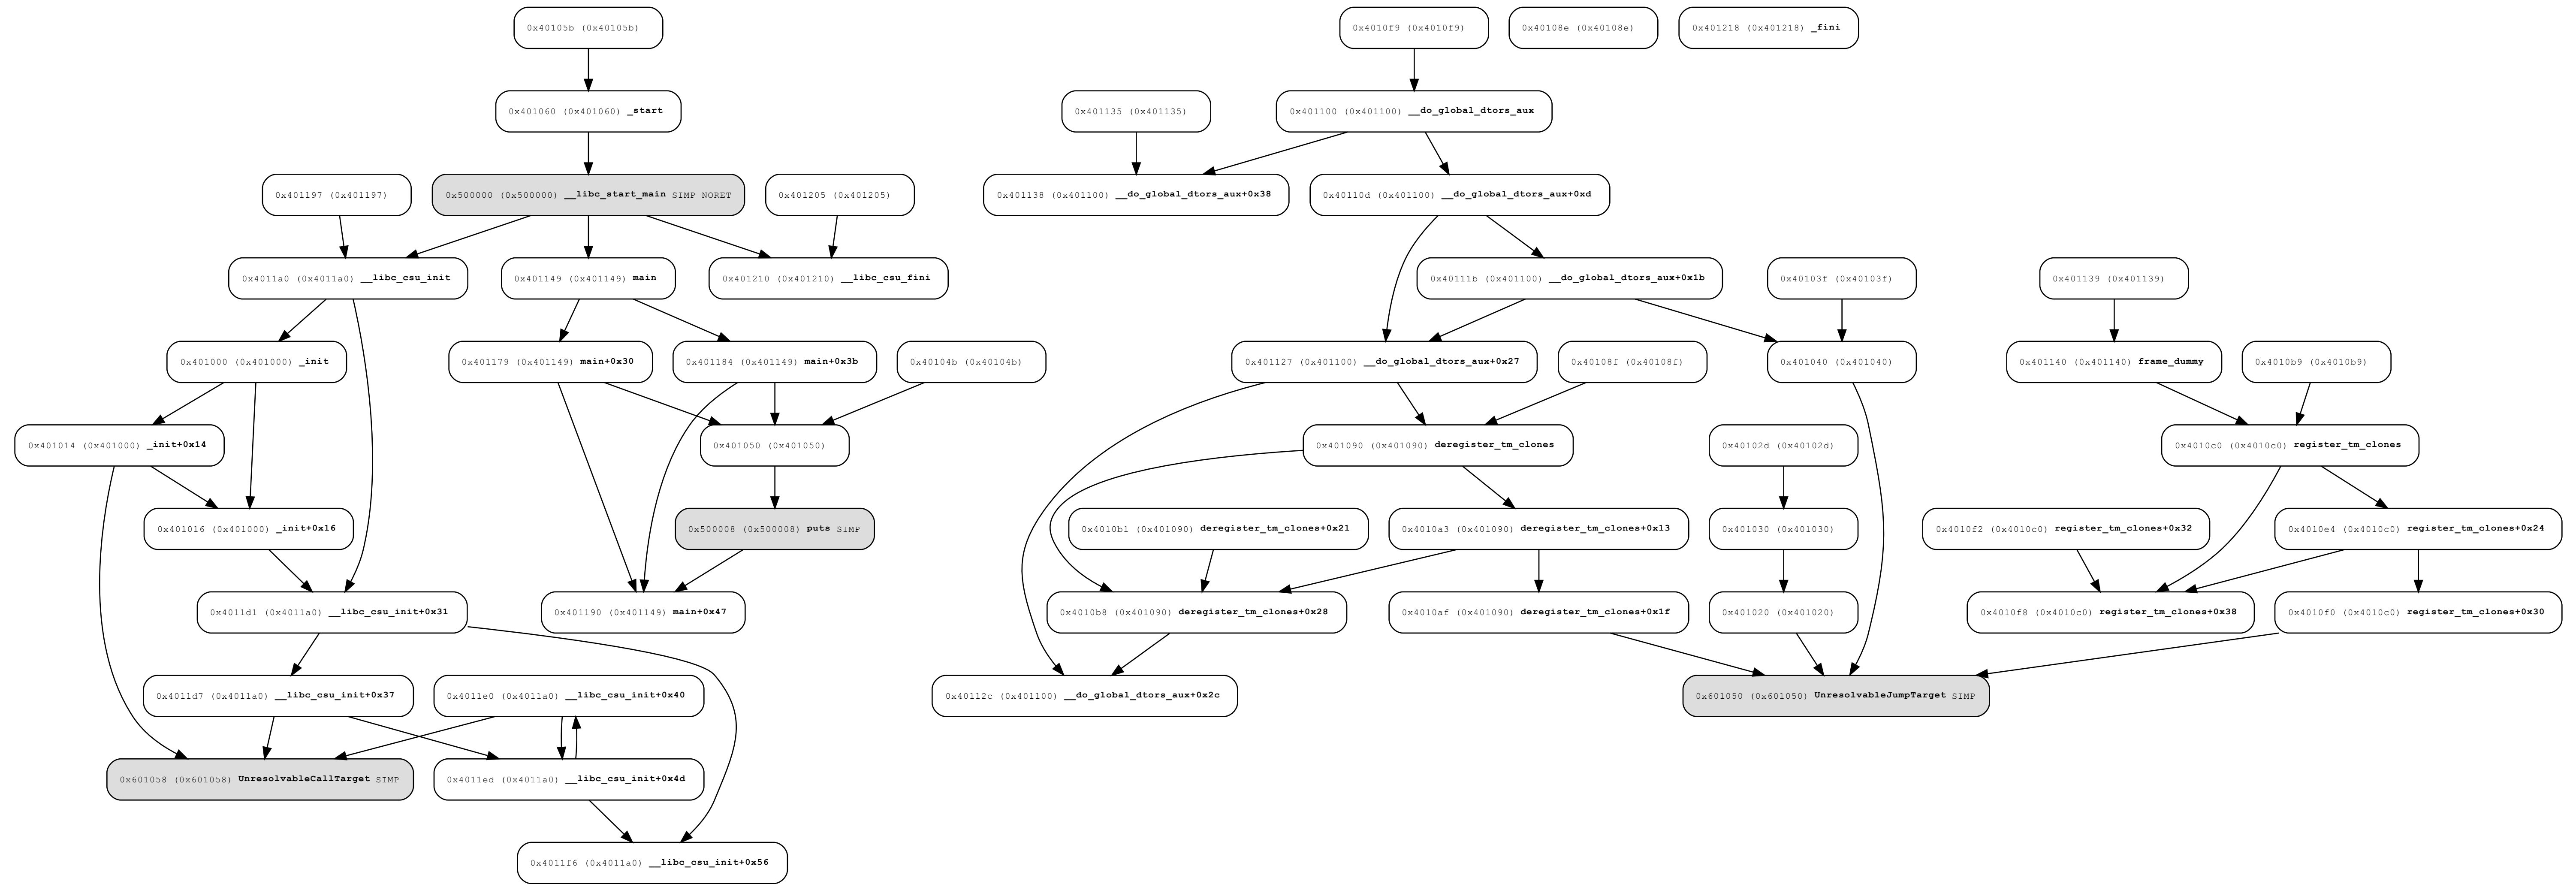 0x40105b (0x40105b)
0x4010f9 (0x4010f9)
0x40108e (0x40108e)
0x401218 (0x401218) _fini
0x401060 (0x401060) _start
0x401135 (0x401135)
0x401100 (0x401100) __do_global_dtors_aux
0x401197 (0x401197)
0x500000 (0x500000) __libc_start_main SIMP NORET
0x401205 (0x401205)
0x401138 (0x401100) __do_global_dtors_aux+0x38
0x40110d (0x401100) __do_global_dtors_aux+0xd
0x4011a0 (0x4011a0) __libc_csu_init
0x401149 (0x401149) main
0x401210 (0x401210) __libc_csu_fini
0x40111b (0x401100) __do_global_dtors_aux+0x1b
0x40103f (0x40103f)
0x401139 (0x401139)
0x401000 (0x401000) _init
0x401179 (0x401149) main+0x30
0x401184 (0x401149) main+0x3b
0x40104b (0x40104b)
0x401127 (0x401100) __do_global_dtors_aux+0x27
0x40108f (0x40108f)
0x401040 (0x401040)
0x401140 (0x401140) frame_dummy
0x4010b9 (0x4010b9)
0x401014 (0x401000) _init+0x14
0x401050 (0x401050)
0x401090 (0x401090) deregister_tm_clones
0x40102d (0x40102d)
0x4010c0 (0x4010c0) register_tm_clones
0x401016 (0x401000) _init+0x16
0x500008 (0x500008) puts SIMP
0x4010b1 (0x401090) deregister_tm_clones+0x21
0x4010a3 (0x401090) deregister_tm_clones+0x13
0x401030 (0x401030)
0x4010f2 (0x4010c0) register_tm_clones+0x32
0x4010e4 (0x4010c0) register_tm_clones+0x24
0x4011d1 (0x4011a0) __libc_csu_init+0x31
0x401190 (0x401149) main+0x47
0x4010b8 (0x401090) deregister_tm_clones+0x28
0x4010af (0x401090) deregister_tm_clones+0x1f
0x401020 (0x401020)
0x4010f8 (0x4010c0) register_tm_clones+0x38
0x4010f0 (0x4010c0) register_tm_clones+0x30
0x4011d7 (0x4011a0) __libc_csu_init+0x37
0x4011e0 (0x4011a0) __libc_csu_init+0x40
0x40112c (0x401100) __do_global_dtors_aux+0x2c
0x601050 (0x601050) UnresolvableJumpTarget SIMP
0x601058 (0x601058) UnresolvableCallTarget SIMP
0x4011ed (0x4011a0) __libc_csu_init+0x4d
0x4011f6 (0x4011a0) __libc_csu_init+0x56